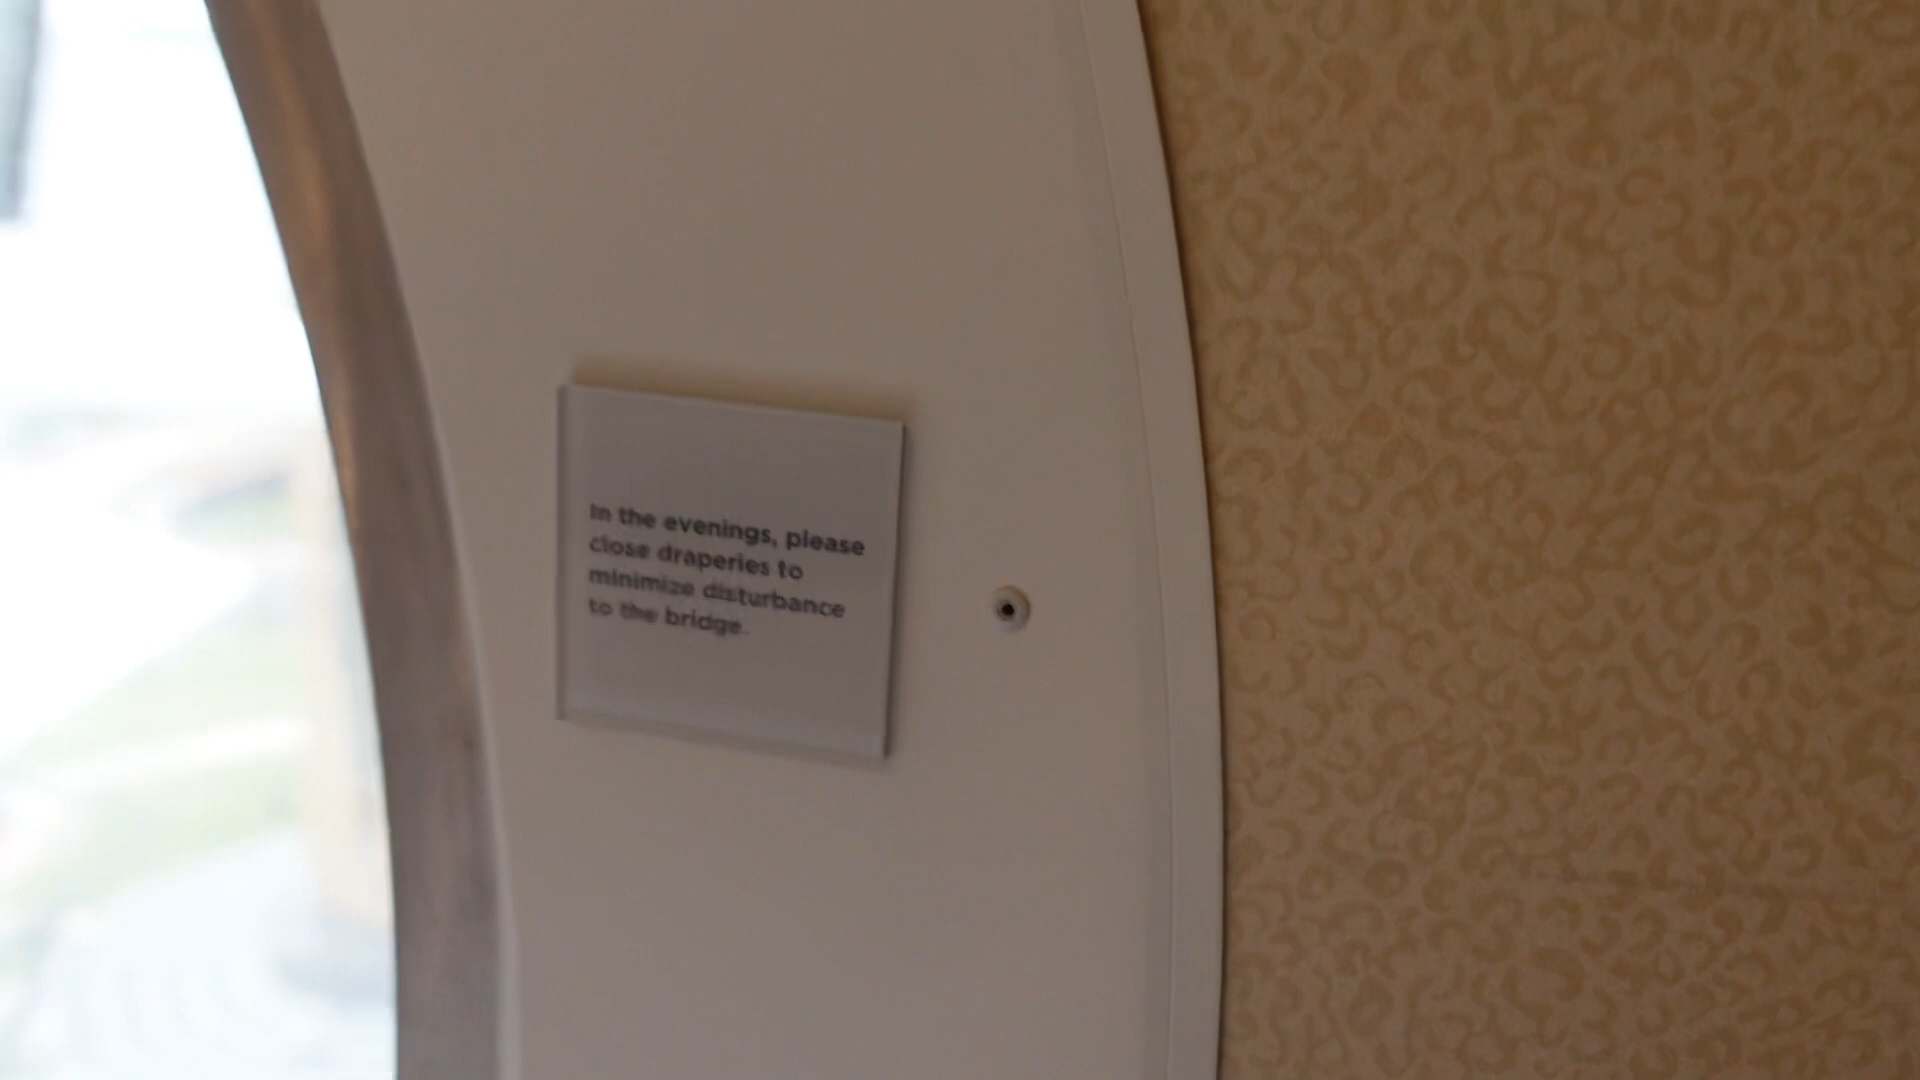 In the evenings, please
close draperies to
minimize disturbance
to the bridge.